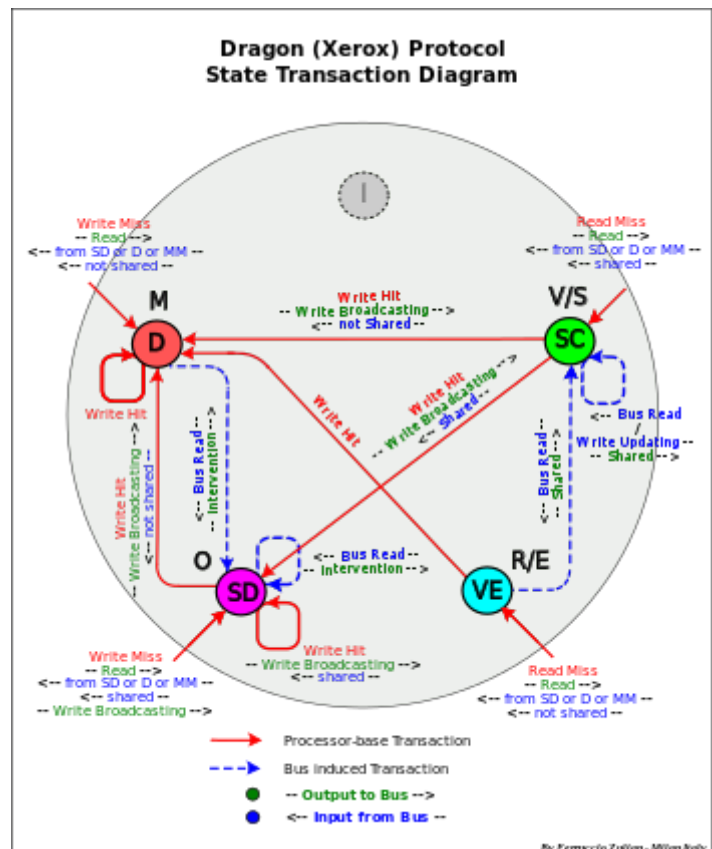 Dragon (Xerox) Protocol
State Transaction Diagram
I
Write Miss
-- Read -->
<-- from SD or D or MM --
<-- not shared --
Read Miss
-- Read -->
<-- from SD or D or MM --
<-- shared --
M
V/S
Write Hit
-- Write Broadcasting -->
<-- not Shared --
D
SC
Write Hit
Write Hit
-- Write Broadcasting -->
<-- Shared--
Write Hit
<-- Bus Read
/
Write Updating --
-- Shared -->
Write Hit
-- Write Broadcasting -->
<-- not shared --
<-- Bus Read --
-- Intervention -->
<-- Bus Read --
-- Shared -->
O
R/E
<-- Bus Read --
-- Intervention -->
SD
VE
Write Hit
-- Write Broadcasting -->
<-- shared --
Write Miss
-- Read -->
<-- from SD or D or MM --
<-- shared --
-- Write Broadcasting -->
Read Miss
-- Read -->
<-- from SD or D or MM --
<-- not shared --
Processor-base Transaction
Bus Induced Transaction
-- Output to Bus -->
<-- Input from Bus --
By Ferruccio Zulian - Milan Italy